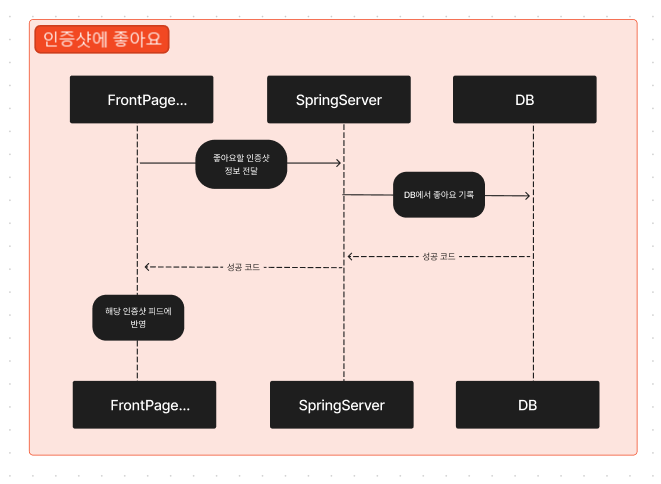 인증샷에 좋아요
FrontPage...
SpringServer
DB
좋아요할 인증샷
정보 전달
DB에서 좋아요 기록
성공 코드
성공 코드
해당 인증샷 피드에
반영
FrontPage...
SpringServer
DB